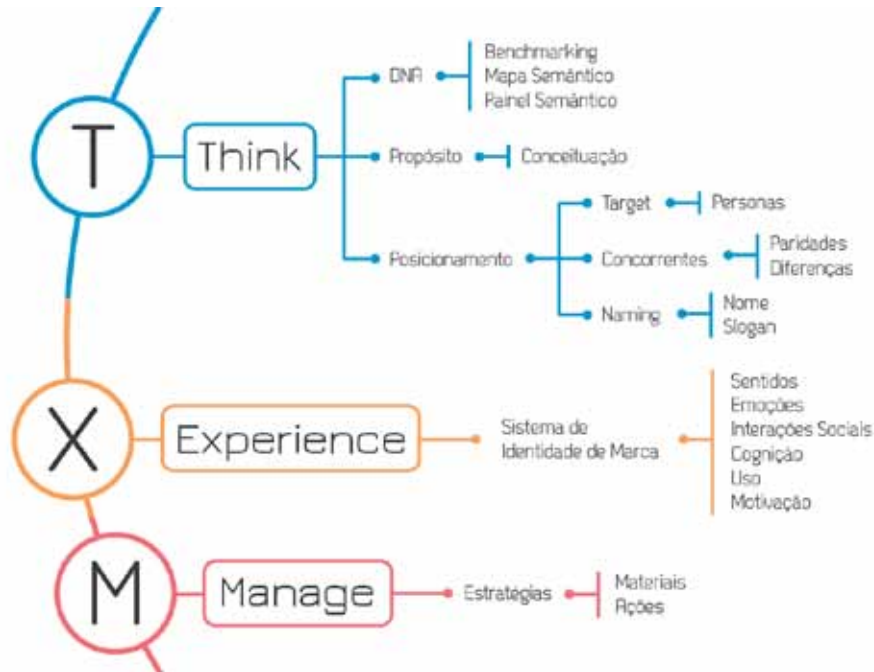 T
Think
DNA
Benchmarking
Mapa Semântico
Painel Semântico
Propósito
Conceituação
Posicionamento
Target
Personas
Concorrentes
Paridades
Diferenças
Naming
Nome
Slogan
X
Experience
Sistema de
Identidade de Marca
Sentidos
Emoções
Interações Sociais
Cognição
Uso
Motivação
M
Manage
Estratégias
Materiais
Ações